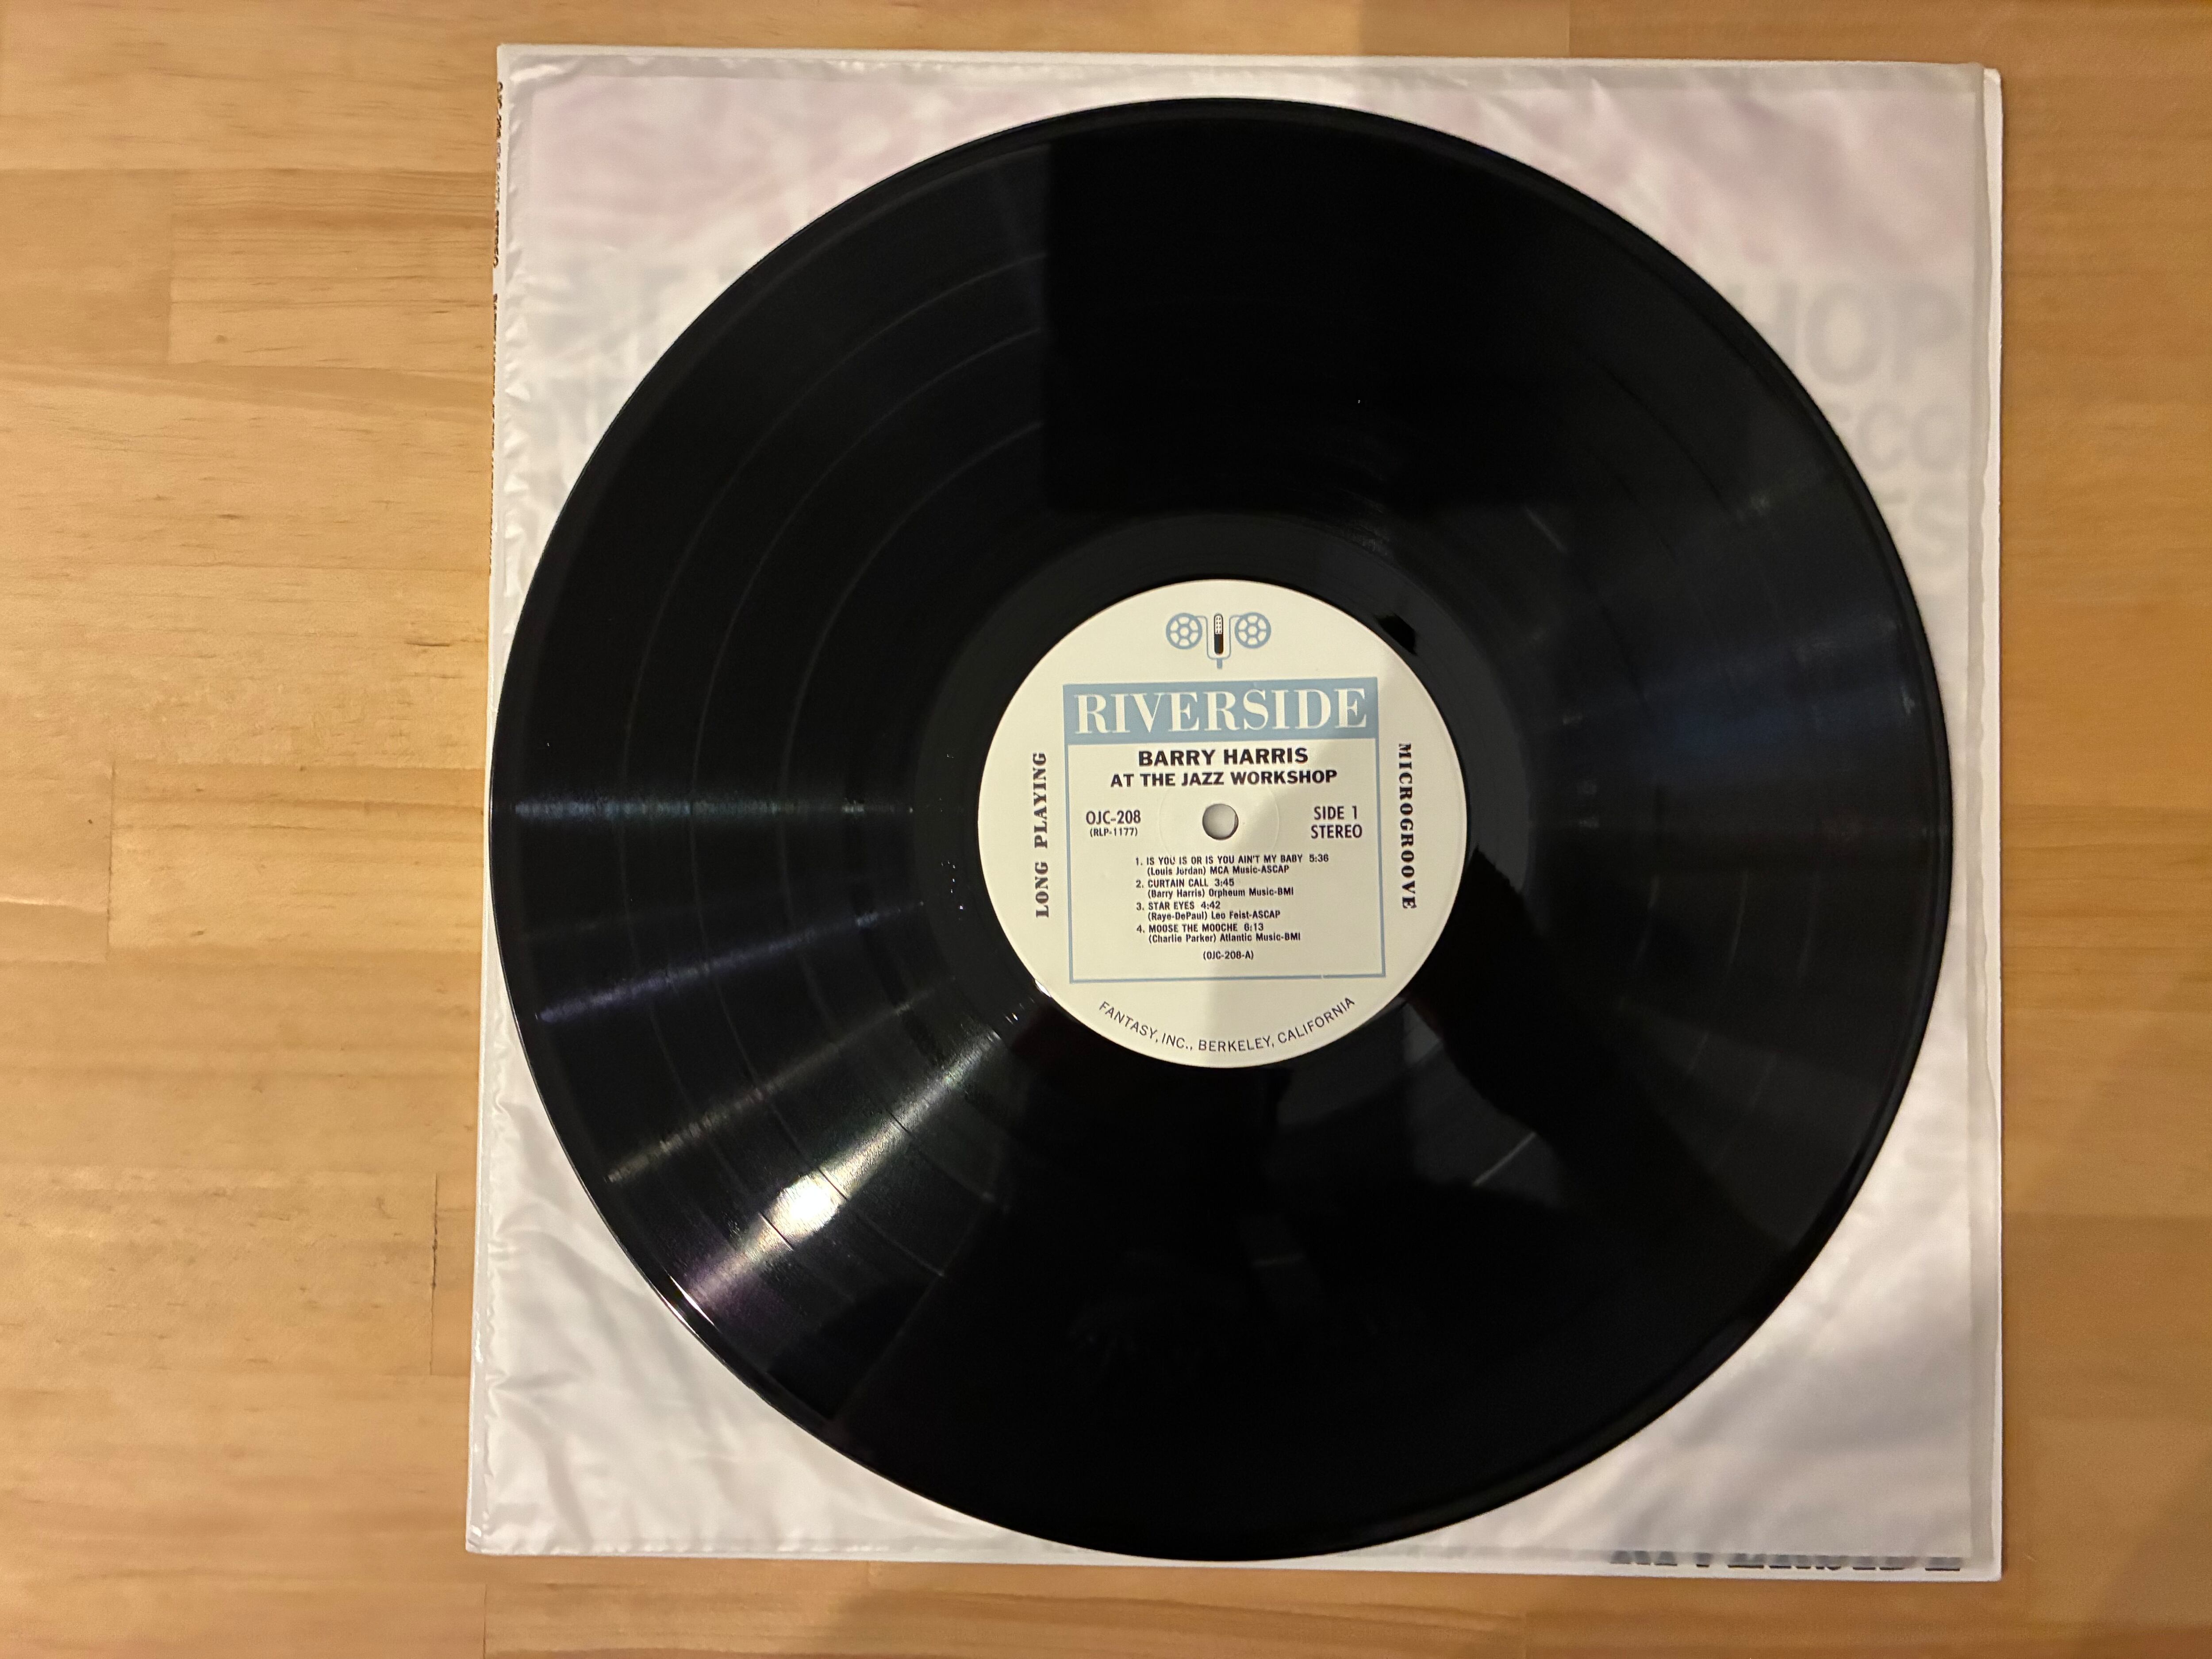 RIVERSIDE
BARRY HARRIS
AT THE JAZZ WORKSHOP
OJC-208
(RLP-1177)
SIDE 1
STEREO
LONG PLAYING
MICROGROOVE
1. IS YOU IS OR IS YOU AIN'T MY BABY 5:36
(Louis Jordan) MCA Music-ASCAP
2. CURTAIN CALL 3:45
(Barry Harris) Orpheum Music-BMI
3. STAR EYES 4:42
(Raye-DePaul) Leo Feist-ASCAP
4. MOOSE THE MOOCHE 6:13
(Charlie Parker) Atlantic Music-BMI
(OJC-208-A)
FANTASY, INC., BERKELEY, CALIFORNIA